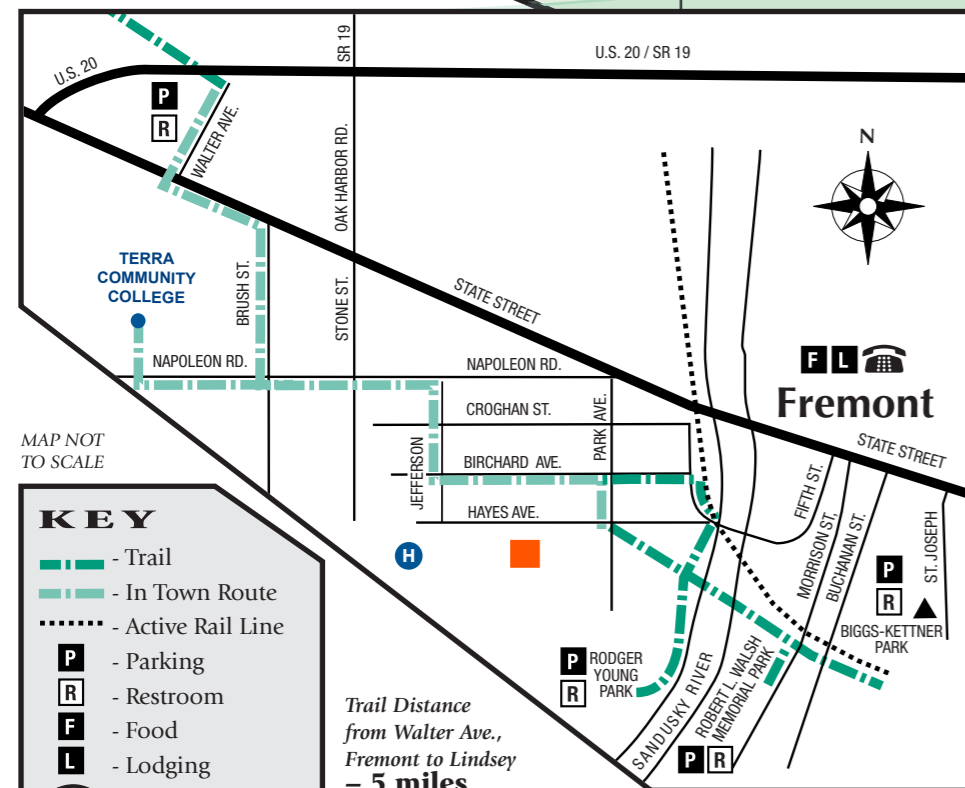 U.S. 20
SR 19
U.S. 20 / SR 19
P
R
WALTER AVE.
OAK HARBOR RD.
N
TERRA
COMMUNITY
COLLEGE
BRUSH ST.
STONE ST.
STATE STREET
NAPOLEON RD.
NAPOLEON RD.
F L
Fremont
CROGHAN ST.
PARK AVE.
STATE STREET
MAP NOT
TO SCALE
JEFFERSON
BIRCHARD AVE.
HAYES AVE.
FIFTH ST.
MORRISON ST,
BUCHANAN ST.
ST. JOSEPH
H
P
R
BIGGS-KETTNER
PARK
P
R
RODGER
YOUNG
PARK
SANDUSKY RIVER
ROBERT L. WALSH
MEMORIAL PARK
P R
KEY
- Trail
- In Town Route
- Active Rail Line
P - Parking
R - Restroom
F - Food
L - Lodging
Trail Distance
from Walter Ave.,
Fremont to Lindsey
– 5 miles